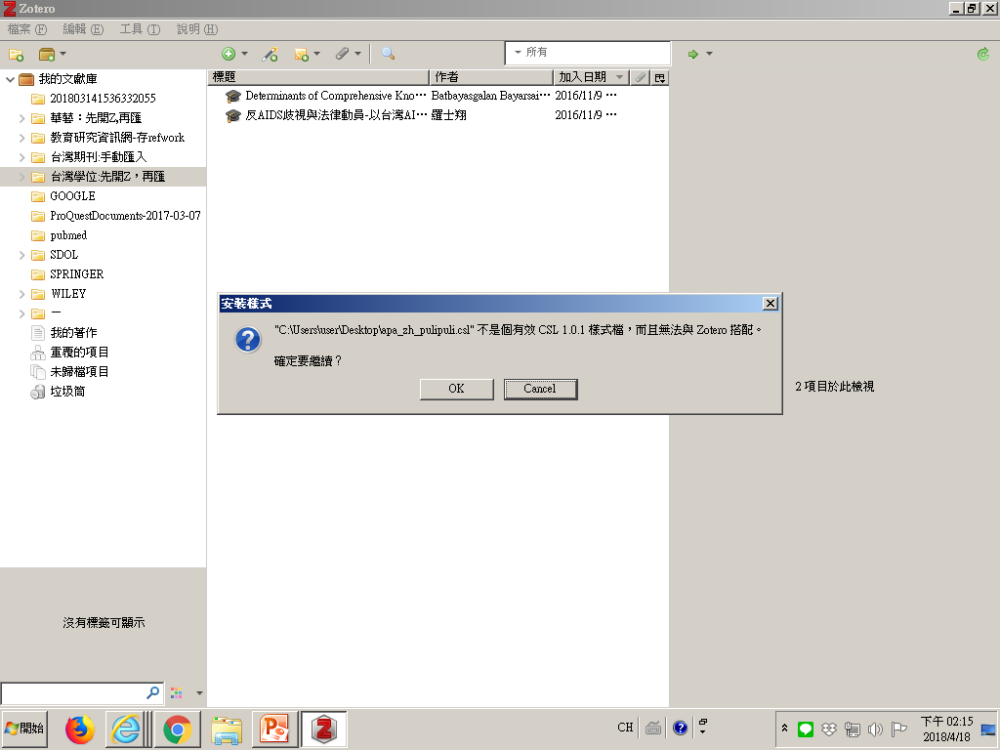 Zotero
檔案 (F) 編輯 (E) 工具 (T) 說明 (H)
所有
我的文獻庫
201803141536332055
華藝：先開Z,再匯
教育研究資訊網-存refwork
台灣期刊:手動匯入
台灣學位:先開Z，再匯
GOOGLE
ProQuestDocuments-2017-03-07
pubmed
SDOL
SPRINGER
WILEY
一
我的著作
重覆的項目
未歸檔項目
垃圾筒
沒有標籤可顯示
標題 作者 加入日期
Determinants of Comprehensive Kno⋯ Batbayasgalan Bayarsai⋯ 2016/11/9 ⋯
反AIDS歧視與法律動員-以台灣AI⋯ 羅士翔 2016/11/9 ⋯
安裝樣式
"C:\Users\user\Desktop\apa_zh_pulipuli.csl" 不是個有效 CSL 1.0.1 樣式檔，而且無法與 Zotero 搭配。
確定要繼續？
OK Cancel
2 項目於此檢視
開始
CH
下午 02:15
2018/4/18